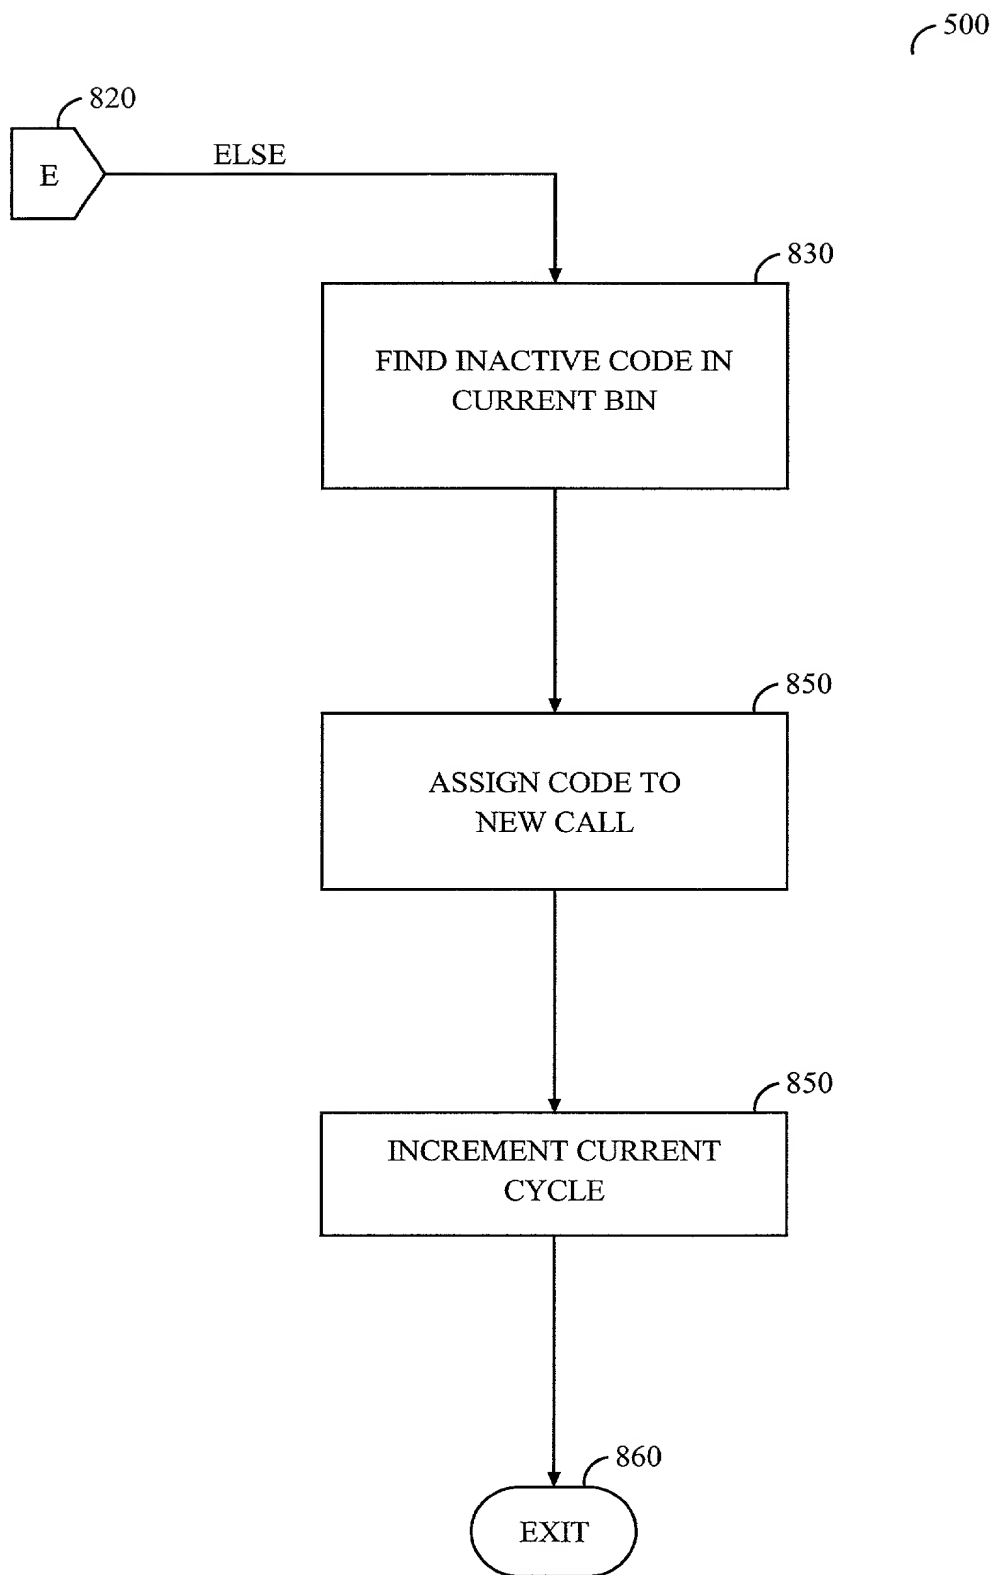 500
820
E
ELSE
830
FIND INACTIVE CODE IN
CURRENT BIN
850
ASSIGN CODE TO
NEW CALL
850
INCREMENT CURRENT
CYCLE
860
EXIT